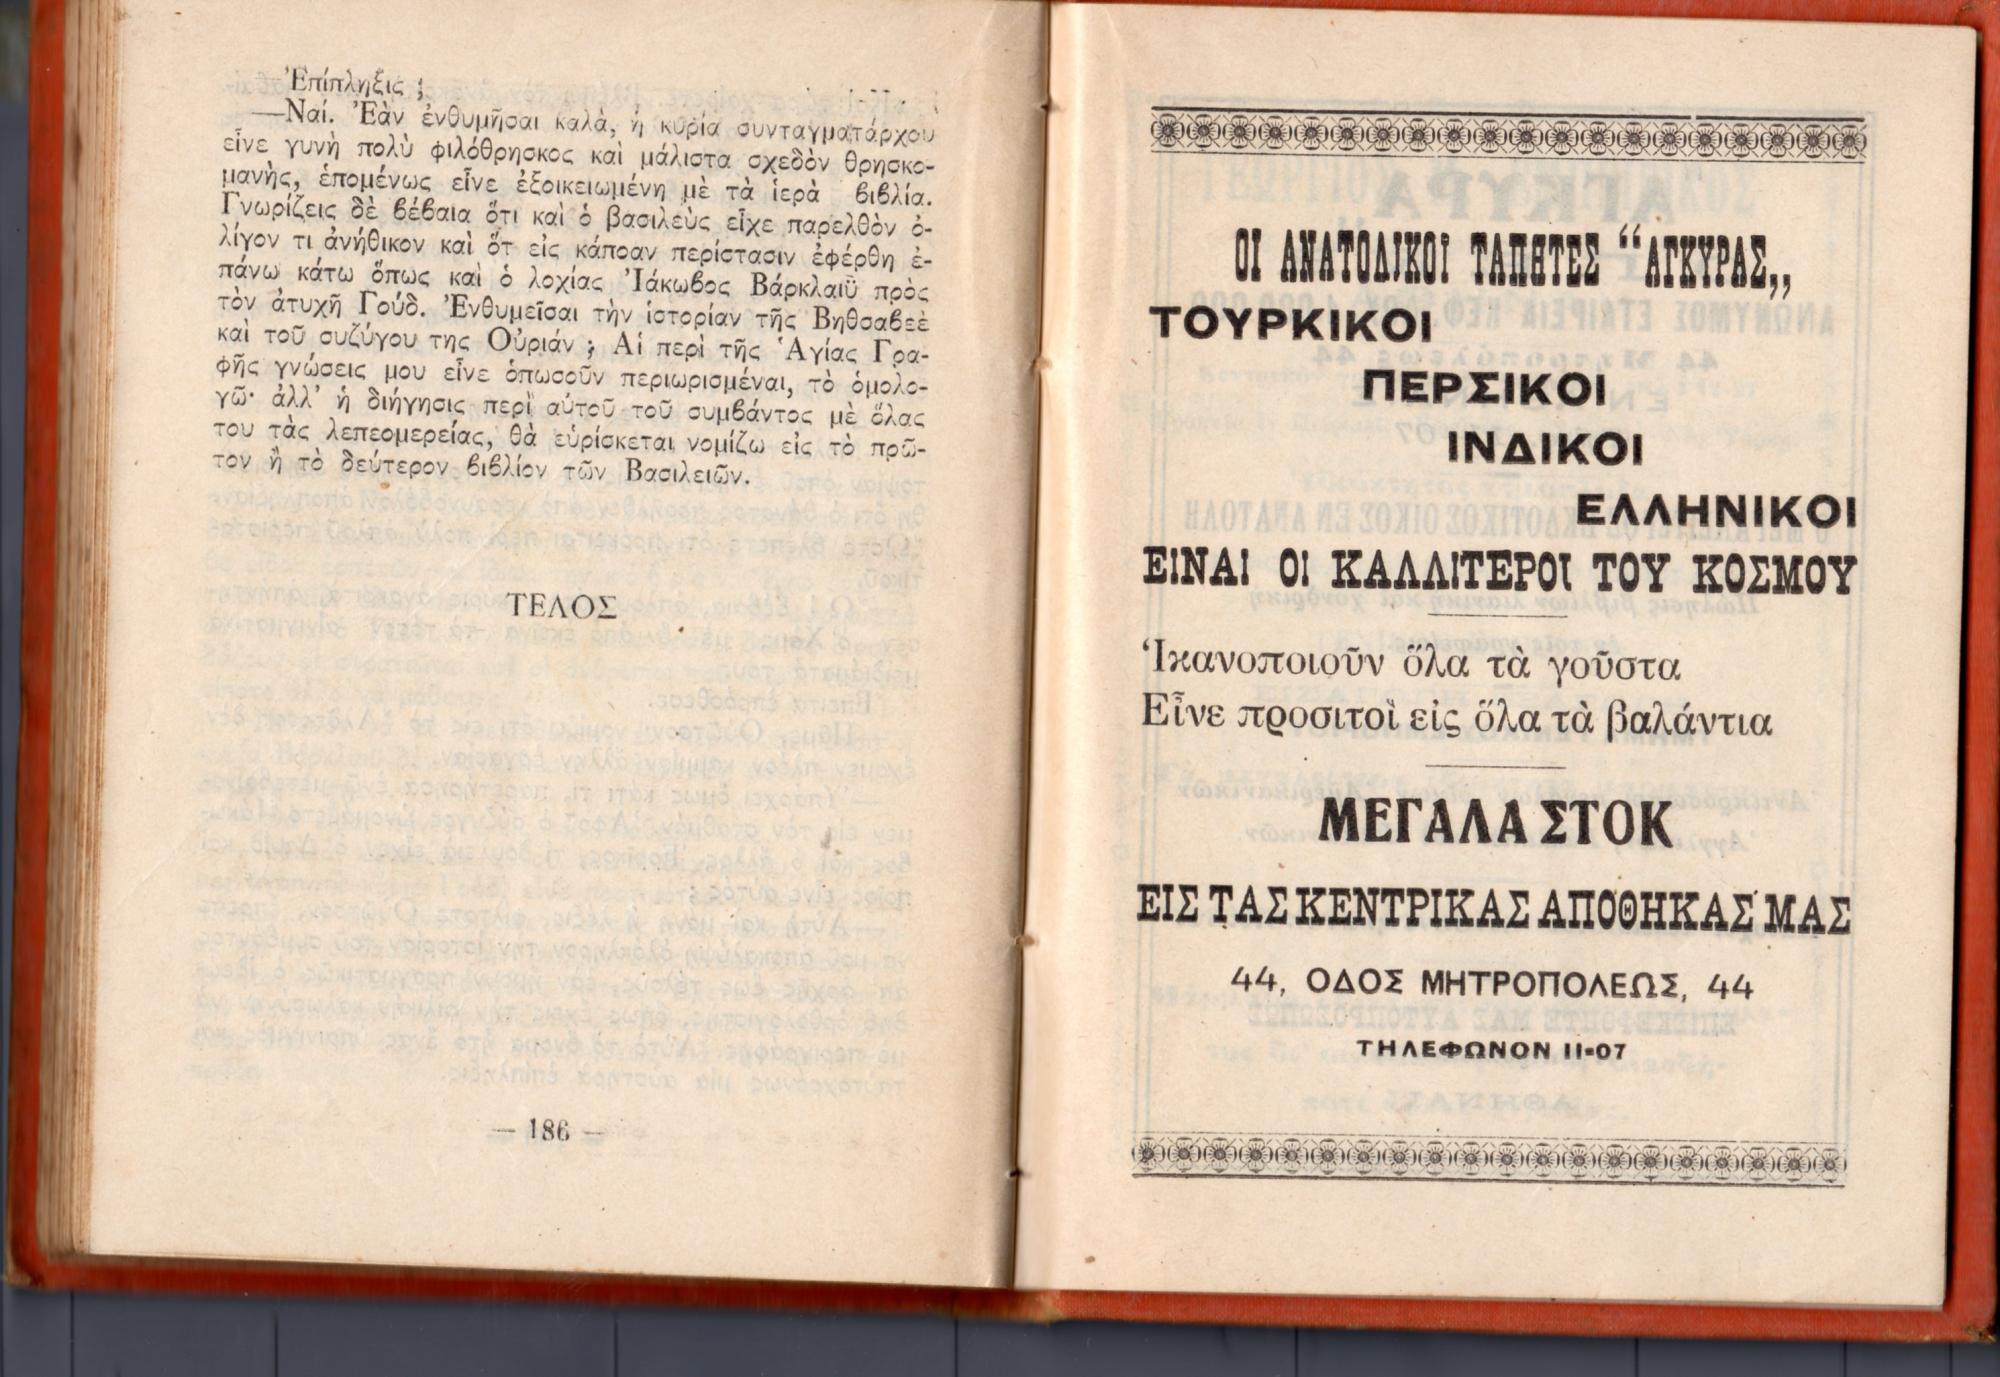 Ἐπίπληξις ;
—Ναί. Ἐὰν ἐνθυμῆσαι καλά, ἡ κυρία συνταγματάρχου
εἶνε γυνὴ πολὺ φιλόθρησκος καὶ μάλιστα σχεδὸν θρησκο-
μανὴς, ἑπομένως εἶνε ἐξοικειωμένη μὲ τὰ ἱερὰ βιβλία.
Γνωρίζεις δὲ βέβαια ὅτι καὶ ὁ βασιλεὺς εἶχε παρελθὸν ὀ-
λίγον τι ἀνήθικον καὶ ὅτ εἰς κάποαν περίστασιν ἐφέρθη ἐ-
πάνω κάτω ὅπως καὶ ὁ λοχίας Ἰάκωβος Βάρκλαιϋ πρὸς
τὸν ἀτυχῆ Γούδ. Ἐνθυμεῖσαι τὴν ἱστορίαν τῆς Βηθσαβεὲ
καὶ τοῦ συζύγου της Οὐριάν ; Αἱ περὶ τῆς Ἁγίας Γρα-
φῆς γνώσεις μου εἶνε ὁπωσοῦν περιωρισμέναι, τὸ ὁμολο-
γῶ· ἀλλ' ἡ διήγησις περὶ αὐτοῦ τοῦ συμβάντος μὲ ὅλας
του τὰς λεπεομερείας, θὰ εὑρίσκεται νομίζω εἰς τὸ πρῶ-
τον ἢ τὸ δεύτερον βιβλίον τῶν Βασιλειῶν.
ΤΕΛΟΣ
— 186 —
ΟΙ ΑΝΑΤΟΛΙΚΟΙ ΤΑΠΗΤΕΣ “ΑΓΚΥΡΑΣ„
ΤΟΥΡΚΙΚΟΙ
ΠΕΡΣΙΚΟΙ
ΙΝΔΙΚΟΙ
ΕΛΛΗΝΙΚΟΙ
ΕΙΝΑΙ ΟΙ ΚΑΛΛΙΤΕΡΟΙ ΤΟΥ ΚΟΣΜΟΥ
Ἱκανοποιοῦν ὅλα τὰ γοῦστα
Εἶνε προσιτοὶ εἰς ὅλα τὰ βαλάντια
ΜΕΓΑΛΑ ΣΤΟΚ
ΕΙΣ ΤΑΣ ΚΕΝΤΡΙΚΑΣ ΑΠΟΘΗΚΑΣ ΜΑΣ
44, ΟΔΟΣ ΜΗΤΡΟΠΟΛΕΩΣ, 44
ΤΗΛΕΦΩΝΟΝ 11-07